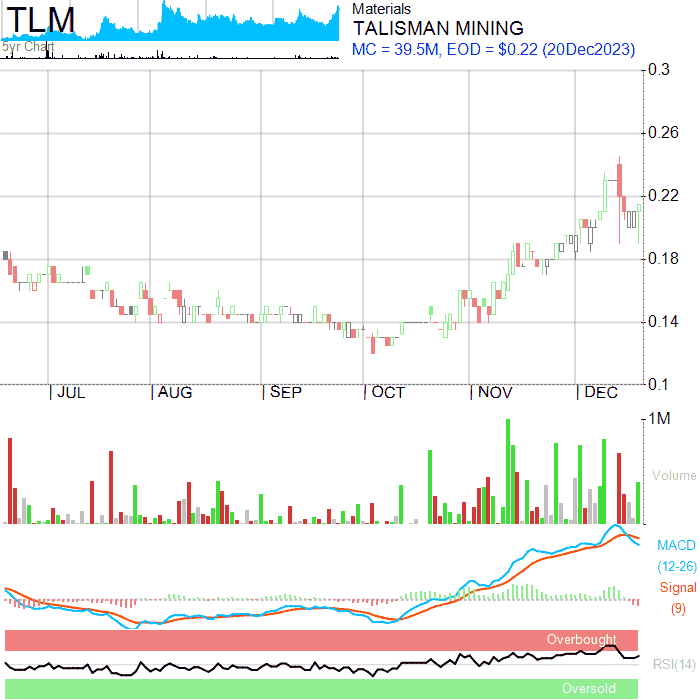 TLM
5yr Chart
Materials
TALISMAN MINING
MC = 39.5M, EOD = $0.22 (20Dec2023)
0.3
0.26
0.22
0.18
0.14
0.1
JUL AUG SEP OCT NOV DEC
1M
Volume
MACD
(12-26)
Signal
(9)
Overbought
RSI(14)
Oversold